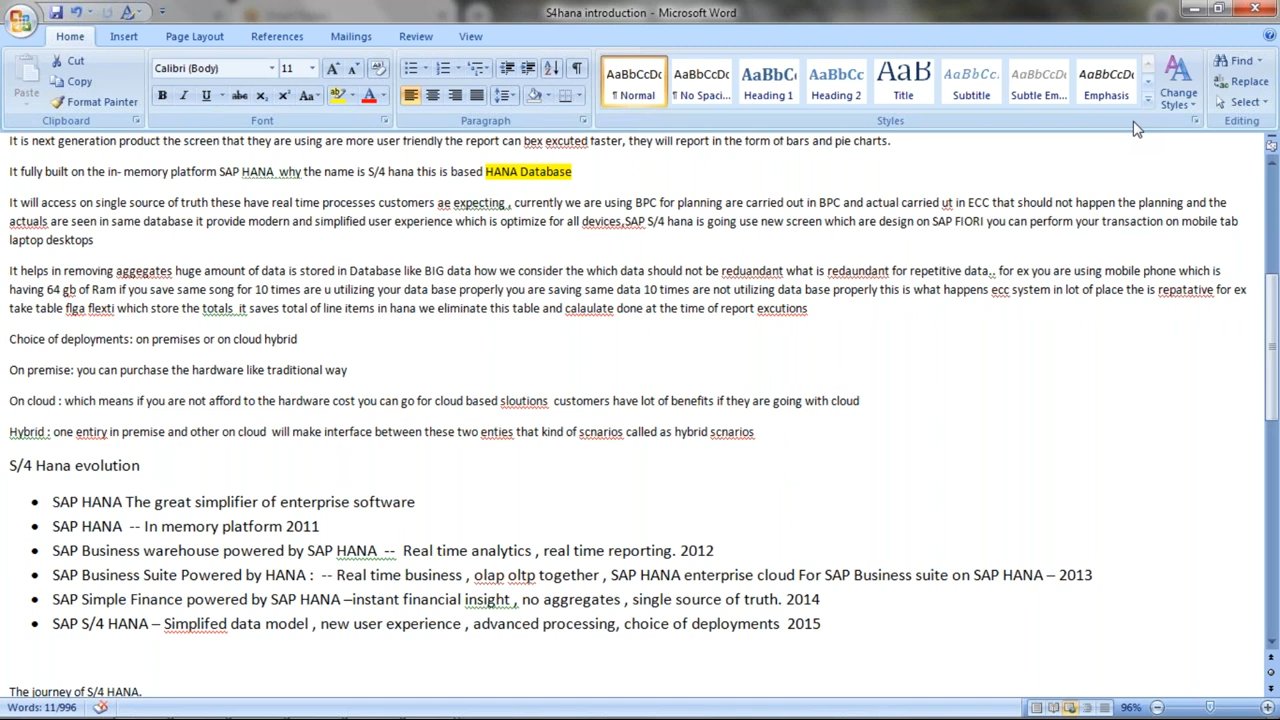 S4hana introduction - Microsoft Word
Home Insert Page Layout References Mailings Review View
Paste
Cut
Copy
Format Painter
Clipboard
Calibri (Body) 11
Font
Paragraph
AaBbCcDc AaBbCcDc AaBbC AaBbCc AaB AaBbCc. AaBbCcDc AaBbCcDc
¶ Normal ¶ No Spaci... Heading 1 Heading 2 Title Subtitle Subtle Em... Emphasis
Styles
Change Styles
Find
Replace
Select
Editing
It is next generation product the screen that they are using are more user friendly the report can bex excuted faster, they will report in the form of bars and pie charts.
It fully built on the in- memory platform SAP HANA why the name is S/4 hana this is based HANA Database
It will access on single source of truth these have real time processes customers ae expecting , currently we are using BPC for planning are carried out in BPC and actual carried ut in ECC that should not happen the planning and the
actuals are seen in same database it provide modern and simplified user experience which is optimize for all devices,SAP S/4 hana is going use new screen which are design on SAP FIORI you can perform your transaction on mobile tab
laptop desktops
It helps in removing aggegates huge amount of data is stored in Database like BIG data how we consider the which data should not be reduandant what is redaundant for repetitive data.. for ex you are using mobile phone which is
having 64 gb of Ram if you save same song for 10 times are u utilizing your data base properly you are saving same data 10 times are not utilizing data base properly this is what happens ecc system in lot of place the is repatative for ex
take table flga flexti which store the totals it saves total of line items in hana we eliminate this table and calaulate done at the time of report excutions
Choice of deployments: on premises or on cloud hybrid
On premise: you can purchase the hardware like traditional way
On cloud : which means if you are not afford to the hardware cost you can go for cloud based sloutions customers have lot of benefits if they are going with cloud
Hybrid : one entiry in premise and other on cloud will make interface between these two enties that kind of scnarios called as hybrid scnarios
S/4 Hana evolution
• SAP HANA The great simplifier of enterprise software
• SAP HANA -- In memory platform 2011
• SAP Business warehouse powered by SAP HANA -- Real time analytics , real time reporting. 2012
• SAP Business Suite Powered by HANA : -- Real time business , olap oltp together , SAP HANA enterprise cloud For SAP Business suite on SAP HANA – 2013
• SAP Simple Finance powered by SAP HANA –instant financial insight , no aggregates , single source of truth. 2014
• SAP S/4 HANA – Simplifed data model , new user experience , advanced processing, choice of deployments 2015
The journey of S/4 HANA.
Words: 11/996 96%